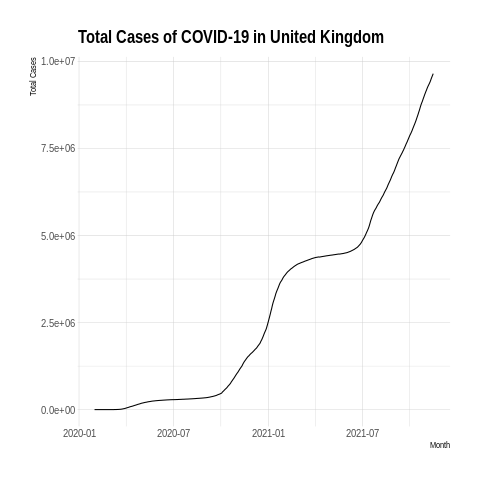 Total Cases of COVID-19 in United Kingdom
Total Cases
1.0e+07
7.5e+06
5.0e+06
2.5e+06
0.0e+00
2020-01 2020-07 2021-01 2021-07
Month